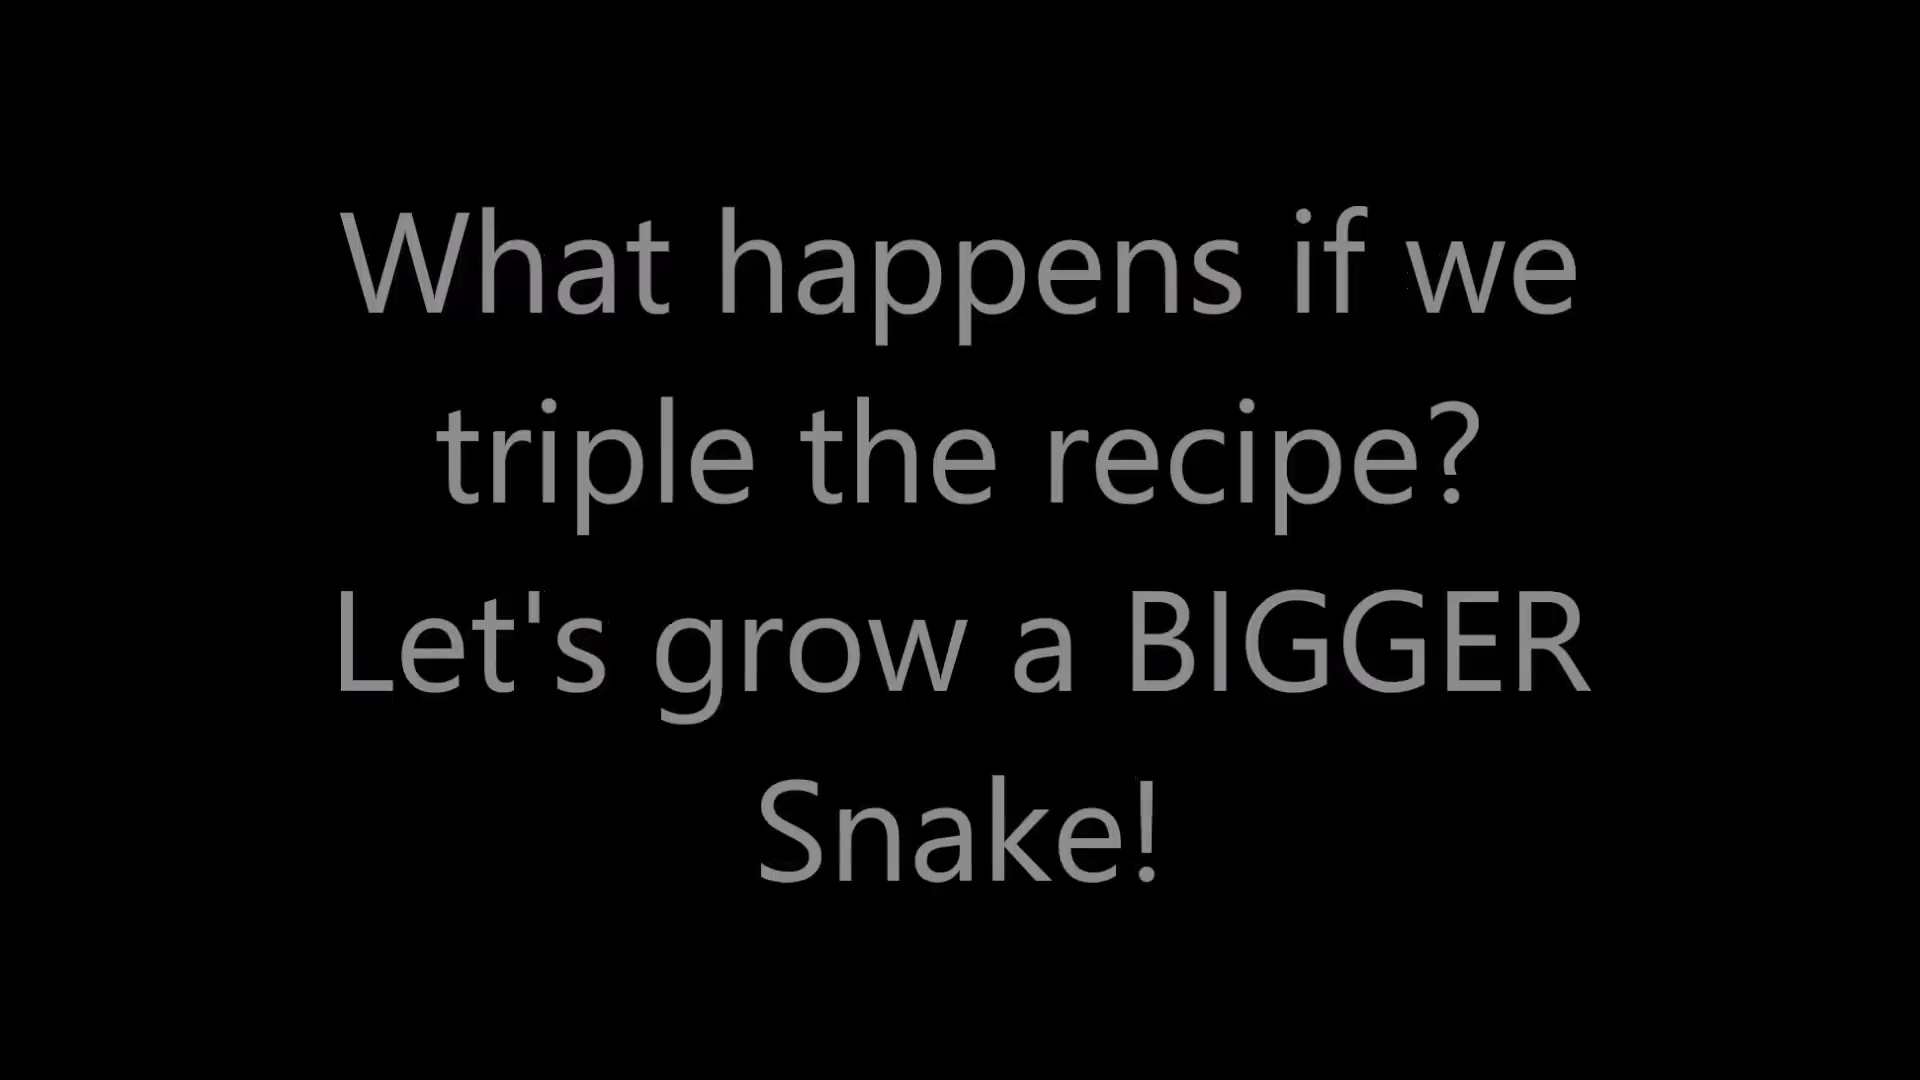 What happens if we
triple the recipe?
Let's grow a BIGGER
Snake!